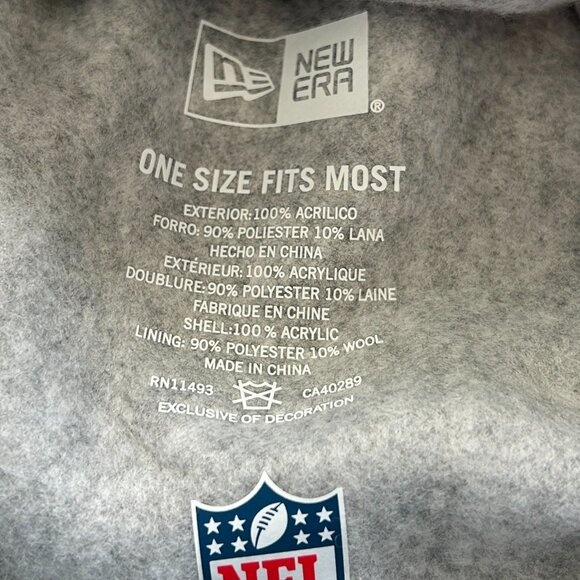 NEW
ERA
®
ONE SIZE FITS MOST
EXTERIOR:100% ACRILICO
FORRO: 90% POLIESTER 10% LANA
HECHO EN CHINA
EXTÉRIEUR: 100% ACRYLIQUE
DOUBLURE: 90% POLYESTER 10% LAINE
FABRIQUE EN CHINE
SHELL:100% ACRYLIC
LINING: 90% POLYESTER 10% WOOL
MADE IN CHINA
RN11493 CA40289
EXCLUSIVE OF DECORATION
NFL